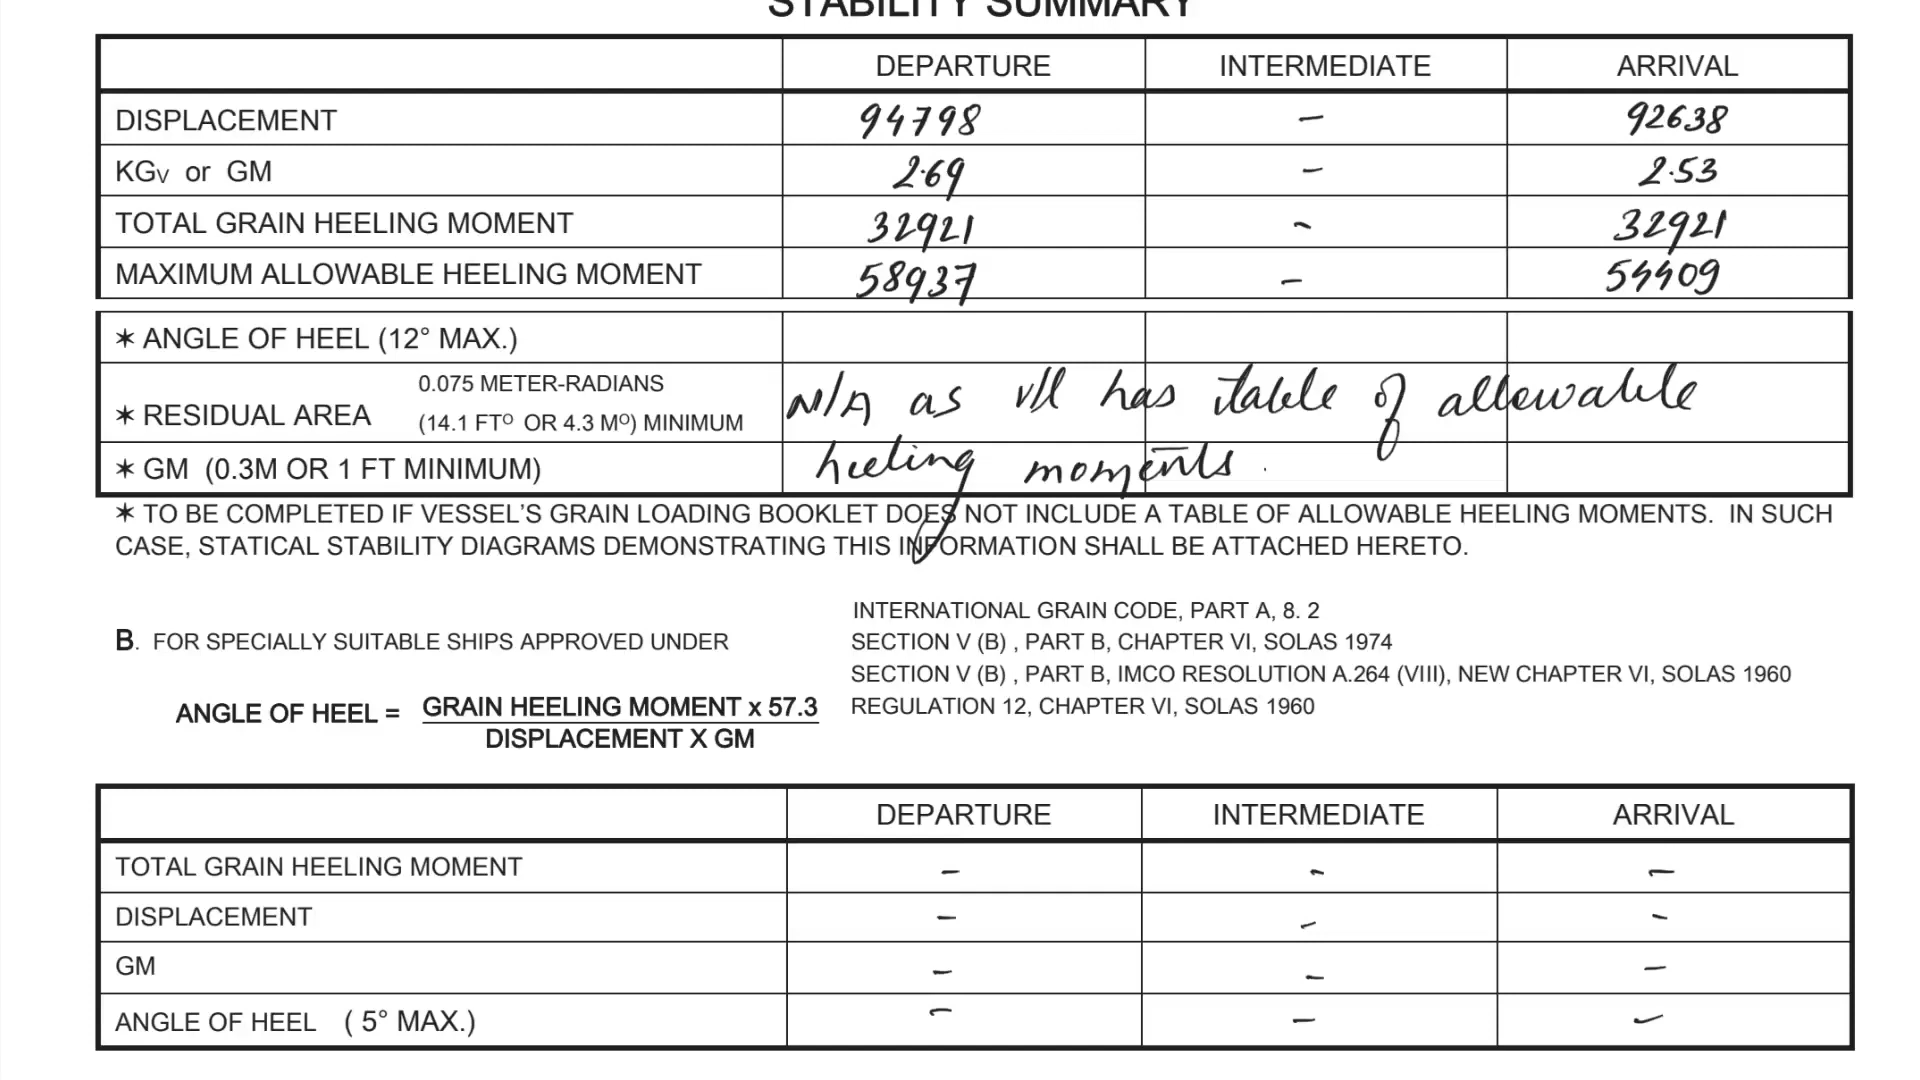 STABILITY SUMMARY
DEPARTURE INTERMEDIATE ARRIVAL
DISPLACEMENT 94798 - 92638
KGV or GM 2.69 - 2.53
TOTAL GRAIN HEELING MOMENT 32921 - 32921
MAXIMUM ALLOWABLE HEELING MOMENT 58937 - 54409
✶ ANGLE OF HEEL (12° MAX.)
✶ RESIDUAL AREA 0.075 METER-RADIANS
(14.1 FTº OR 4.3 Mº) MINIMUM
N/A as v/l has table of allowable
✶ GM (0.3M OR 1 FT MINIMUM) heeling moments.
✶ TO BE COMPLETED IF VESSEL'S GRAIN LOADING BOOKLET DOES NOT INCLUDE A TABLE OF ALLOWABLE HEELING MOMENTS. IN SUCH
CASE, STATICAL STABILITY DIAGRAMS DEMONSTRATING THIS INFORMATION SHALL BE ATTACHED HERETO.
INTERNATIONAL GRAIN CODE, PART A, 8. 2
B. FOR SPECIALLY SUITABLE SHIPS APPROVED UNDER SECTION V (B) , PART B, CHAPTER VI, SOLAS 1974
SECTION V (B) , PART B, IMCO RESOLUTION A.264 (VIII), NEW CHAPTER VI, SOLAS 1960
REGULATION 12, CHAPTER VI, SOLAS 1960
ANGLE OF HEEL = GRAIN HEELING MOMENT x 57.3
DISPLACEMENT X GM
DEPARTURE INTERMEDIATE ARRIVAL
TOTAL GRAIN HEELING MOMENT - - -
DISPLACEMENT - - -
GM - - -
ANGLE OF HEEL ( 5° MAX.) - - -